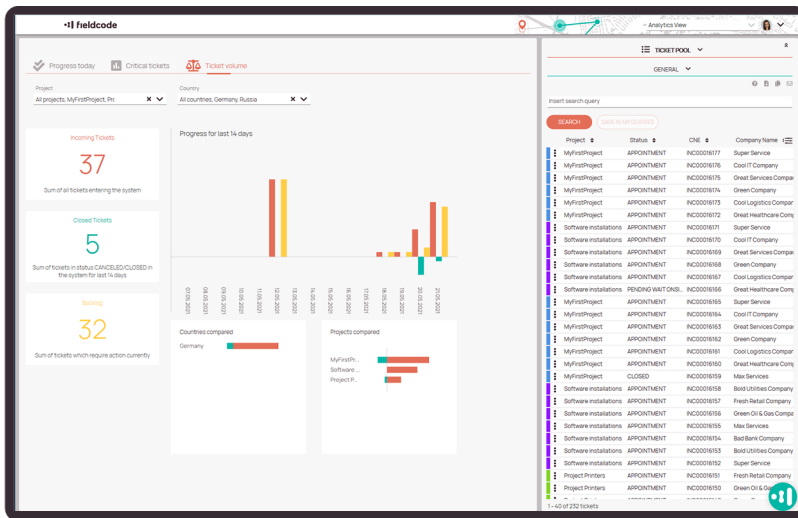 fieldcode
- Analytics View
Progress today
Critical tickets
Ticket volume
Project
All projects, MyFirstProject, Prc
Country
All countries, Germany, Russia
Incoming Tickets
37
Sum of all tickets entering the system
Closed Tickets
5
Sum of tickets in status CANCELED/CLOSED in
the system for last 14 days
Backlog
32
Sum of tickets which require action currently
Progress for last 14 days
07.05.2021
08.05.2021
09.05.2021
10.05.2021
11.05.2021
12.05.2021
13.05.2021
14.05.2021
15.05.2021
16.05.2021
17.05.2021
18.05.2021
19.05.2021
20.05.2021
21.05.2021
Countries compared
Germany
Projects compared
MyFirstPr...
Software ...
Project P...
TICKET POOL
GENERAL
Insert search query
SEARCH
SAVE IN MY QUERIES
Project Status CNE Company Name
MyFirstProject APPOINTMENT INC00016177 Super Service
MyFirstProject APPOINTMENT INC00016176 Cool IT Company
MyFirstProject APPOINTMENT INC00016175 Great Services Compar
MyFirstProject APPOINTMENT INC00016174 Green Company
MyFirstProject APPOINTMENT INC00016173 Cool Logistics Compar
MyFirstProject APPOINTMENT INC00016172 Great Healthcare Comp
Software installations APPOINTMENT INC00016171 Super Service
Software installations APPOINTMENT INC00016170 Cool IT Company
Software installations APPOINTMENT INC00016169 Great Services Compar
Software installations APPOINTMENT INC00016168 Green Company
Software installations APPOINTMENT INC00016167 Cool Logistics Compar
Software installations PENDING WAIT ONSI... INC00016166 Great Healthcare Comp
MyFirstProject APPOINTMENT INC00016165 Super Service
MyFirstProject APPOINTMENT INC00016164 Cool IT Company
MyFirstProject APPOINTMENT INC00016163 Great Services Compar
MyFirstProject APPOINTMENT INC00016162 Green Company
MyFirstProject APPOINTMENT INC00016161 Cool Logistics Compar
MyFirstProject APPOINTMENT INC00016160 Great Healthcare Comp
MyFirstProject CLOSED INC00016159 Max Services
Software installations APPOINTMENT INC00016158 Bold Utilities Company
Software installations APPOINTMENT INC00016157 Fresh Retail Company
Software installations APPOINTMENT INC00016156 Green Oil & Gas Compa
Software installations APPOINTMENT INC00016155 Max Services
Software installations APPOINTMENT INC00016154 Bad Bank Company
Software installations APPOINTMENT INC00016153 Bold Utilities Company
Software installations APPOINTMENT INC00016152 Super Service
Project Printers APPOINTMENT INC00016151 Fresh Retail Company
Project Printers APPOINTMENT INC00016150 Green Oil & Ga
1 - 40 of 232 tickets